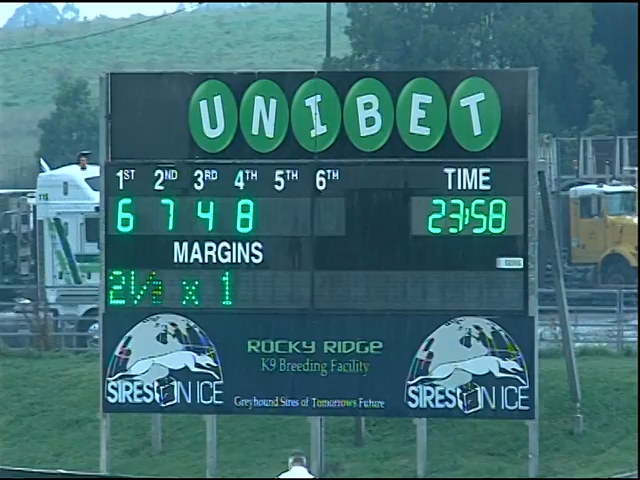 UNIBET
1ST 2ND 3RD 4TH 5TH 6TH TIME
6 7 4 8 23:58
MARGINS
2½ x 1
ROCKY RIDGE
K9 Breeding Facility
SIRES ON ICE SIRES ON ICE
Greyhound Sires of Tomorrows Future